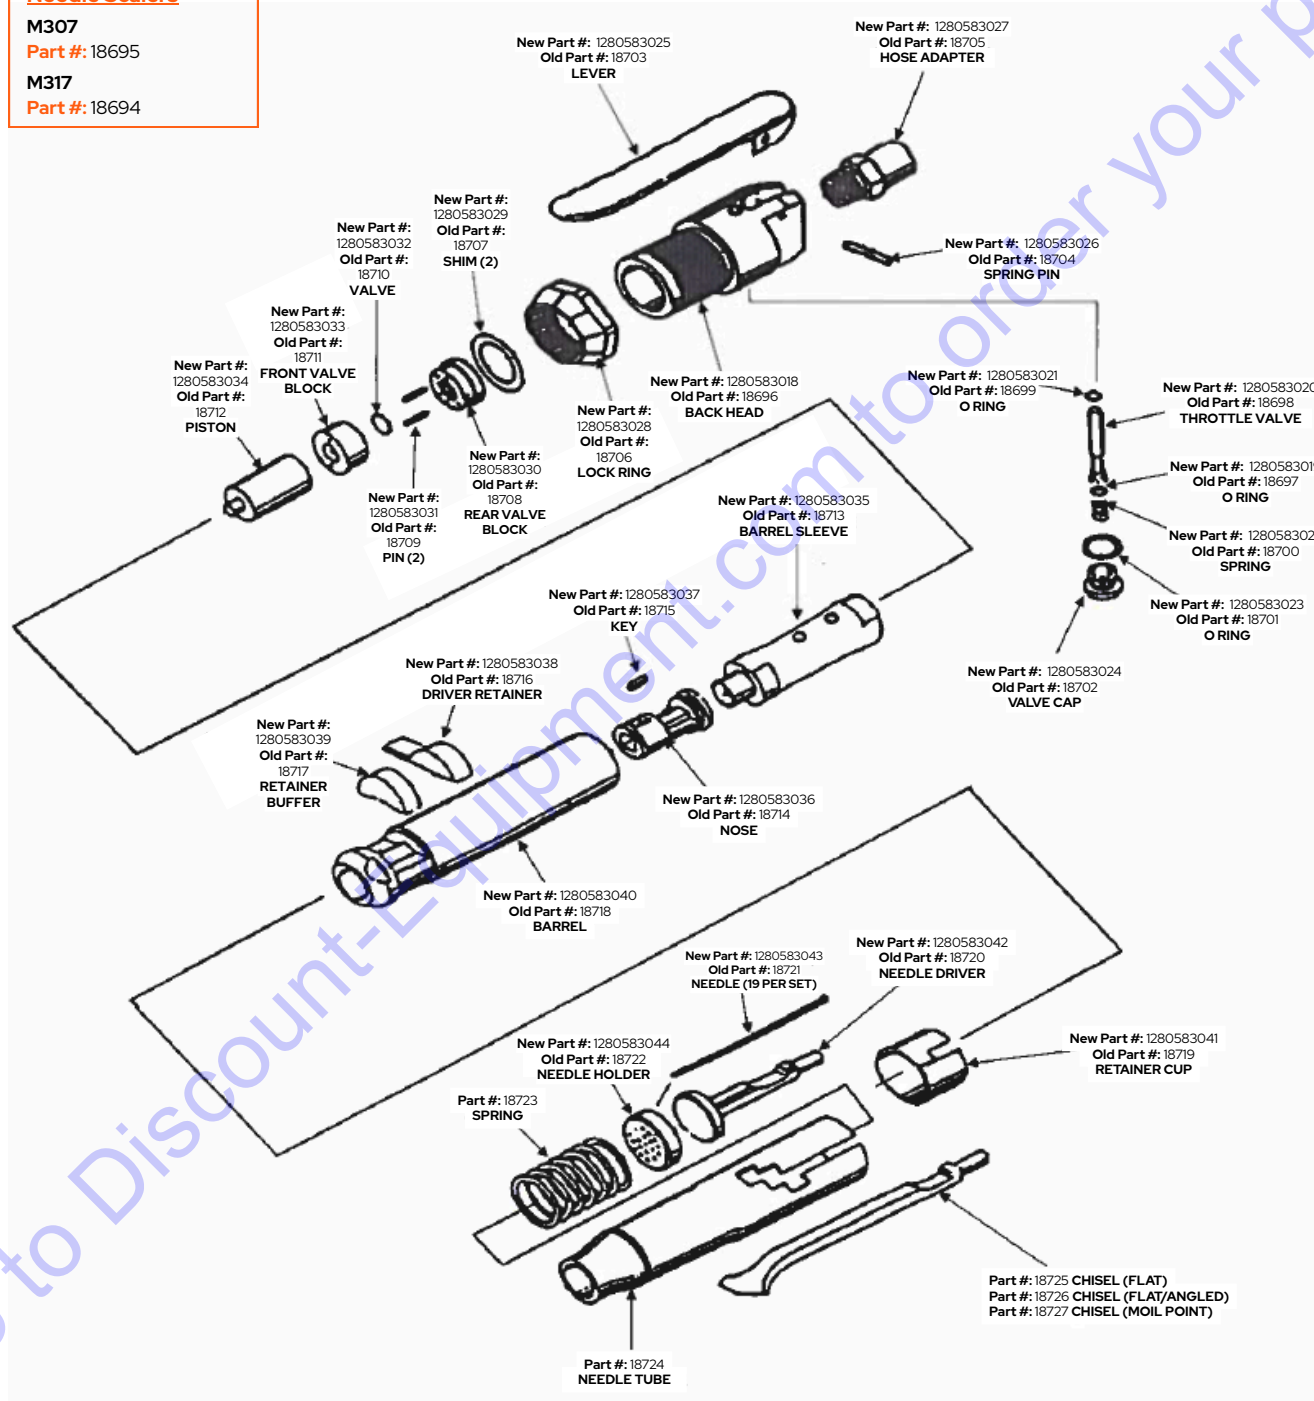 Needle Scalers
M307
Part #: 18695
M317
Part #: 18694
New Part #: 1280583025
Old Part #: 18703
LEVER
New Part #: 1280583027
Old Part #: 18705
HOSE ADAPTER
New Part #:
1280583029
Old Part #:
18707
SHIM (2)
New Part #:
1280583032
Old Part #:
18710
VALVE
New Part #: 1280583026
Old Part #: 18704
SPRING PIN
New Part #:
1280583033
Old Part #:
18711
FRONT VALVE
BLOCK
New Part #:
1280583034
Old Part #:
18712
PISTON
New Part #: 1280583018
Old Part #: 18696
BACK HEAD
New Part #: 1280583021
Old Part #: 18699
O RING
New Part #: 1280583020
Old Part #: 18698
THROTTLE VALVE
New Part #:
1280583028
Old Part #:
18706
LOCK RING
New Part #:
1280583030
Old Part #:
18708
REAR VALVE
BLOCK
New Part #:
1280583031
Old Part #:
18709
PIN (2)
New Part #: 128058301
Old Part #: 18697
O RING
New Part #: 1280583035
Old Part #: 18713
BARREL SLEEVE
New Part #: 128058302
Old Part #: 18700
SPRING
New Part #: 1280583037
Old Part #: 18715
KEY
New Part #: 1280583023
Old Part #: 18701
O RING
New Part #: 1280583038
Old Part #: 18716
DRIVER RETAINER
New Part #: 1280583024
Old Part #: 18702
VALVE CAP
New Part #:
1280583039
Old Part #:
18717
RETAINER
BUFFER
New Part #: 1280583036
Old Part #: 18714
NOSE
New Part #: 1280583040
Old Part #: 18718
BARREL
New Part #: 1280583043
Old Part #: 18721
NEEDLE (19 PER SET)
New Part #: 1280583042
Old Part #: 18720
NEEDLE DRIVER
New Part #: 1280583044
Old Part #: 18722
NEEDLE HOLDER
New Part #: 1280583041
Old Part #: 18719
RETAINER CUP
Part #: 18723
SPRING
Part #: 18725 CHISEL (FLAT)
Part #: 18726 CHISEL (FLAT/ANGLED)
Part #: 18727 CHISEL (MOIL POINT)
Part #: 18724
NEEDLE TUBE
to Discount-Equipment.com to order your p